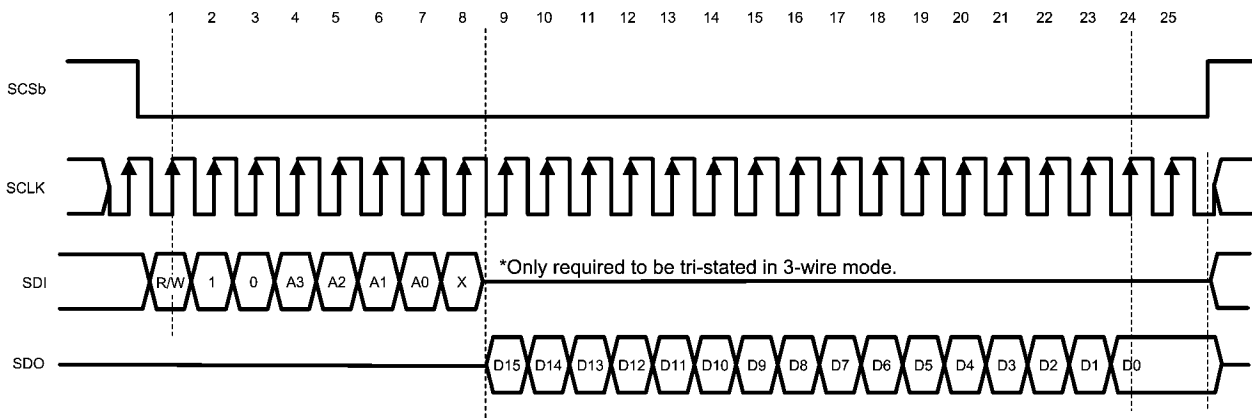 1 2 3 4 5 6 7 8 9 10 11 12 13 14 15 16 17 18 19 20 21 22 23 24 25
SCSb
SCLK
SDI R/W 1 0 A3 A2 A1 A0 X *Only required to be tri-stated in 3-wire mode.
SDO D15 D14 D13 D12 D11 D10 D9 D8 D7 D6 D5 D4 D3 D2 D1 D0